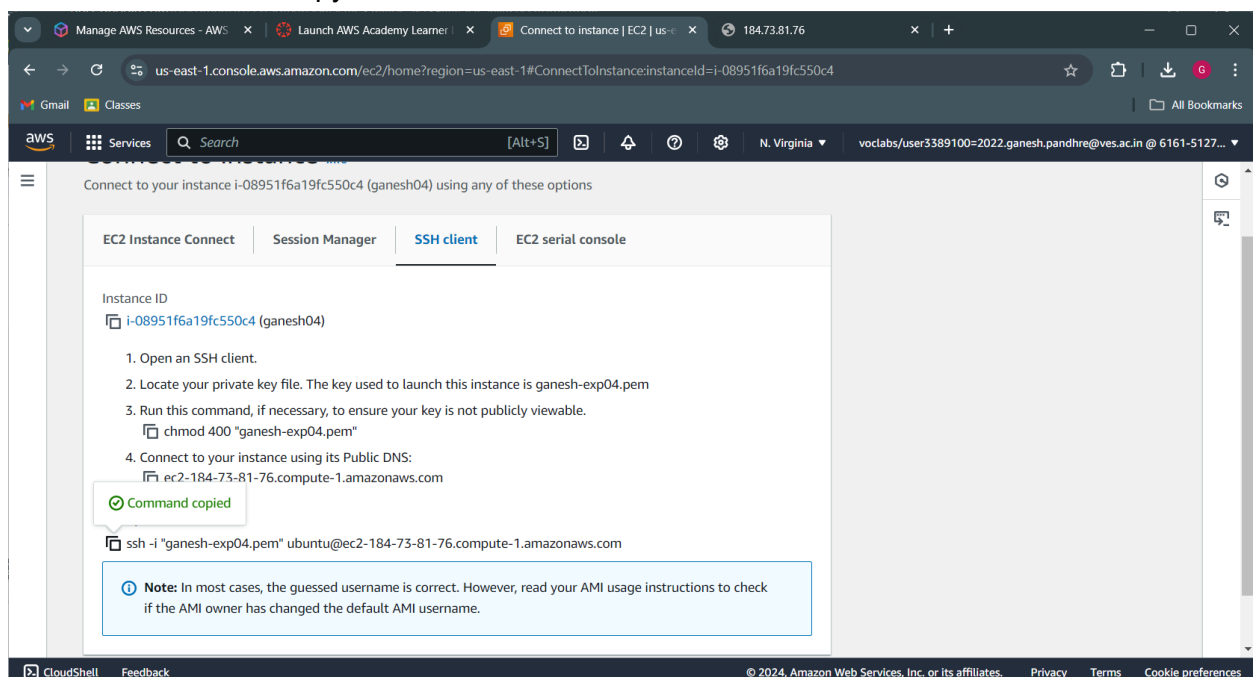 Manage AWS Resources - AWS
Launch AWS Academy Learner L
Connect to instance | EC2 | us-e
184.73.81.76
us-east-1.console.aws.amazon.com/ec2/home?region=us-east-1#ConnectToInstance:instanceId=i-08951f6a19fc550c4
G
Gmail
Classes
All Bookmarks
aws
Services
Search
[Alt+S]
N. Virginia ▼
voclabs/user3389100=2022.ganesh.pandhre@ves.ac.in @ 6161-5127... ▼
Connect to instance Info
Connect to your instance i-08951f6a19fc550c4 (ganesh04) using any of these options
EC2 Instance Connect
Session Manager
SSH client
EC2 serial console
Instance ID
i-08951f6a19fc550c4 (ganesh04)
1. Open an SSH client.
2. Locate your private key file. The key used to launch this instance is ganesh-exp04.pem
3. Run this command, if necessary, to ensure your key is not publicly viewable.
chmod 400 "ganesh-exp04.pem"
4. Connect to your instance using its Public DNS:
ec2-184-73-81-76.compute-1.amazonaws.com
Command copied
ssh -i "ganesh-exp04.pem" ubuntu@ec2-184-73-81-76.compute-1.amazonaws.com
Note: In most cases, the guessed username is correct. However, read your AMI usage instructions to check
if the AMI owner has changed the default AMI username.
CloudShell
Feedback
© 2024, Amazon Web Services, Inc. or its affiliates.
Privacy
Terms
Cookie preferences